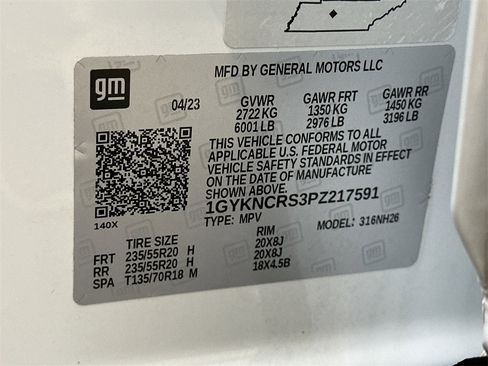 gm
MFD BY GENERAL MOTORS LLC
04/23 GVWR GAWR FRT GAWR RR
2722 KG 1350 KG 1450 KG
6001 LB 2976 LB 3196 LB
THIS VEHICLE CONFORMS TO ALL
APPLICABLE U.S. FEDERAL MOTOR
VEHICLE SAFETY STANDARDS IN EFFECT
ON THE DATE OF MANUFACTURE
SHOWN ABOVE.
1GYKNCRS3PZ217591
140X TYPE: MPV MODEL: 316NH26
TIRE SIZE RIM
FRT 235/55R20 H 20X8J
RR 235/55R20 H 20X8J
SPA T135/70R18 M 18X4.5B